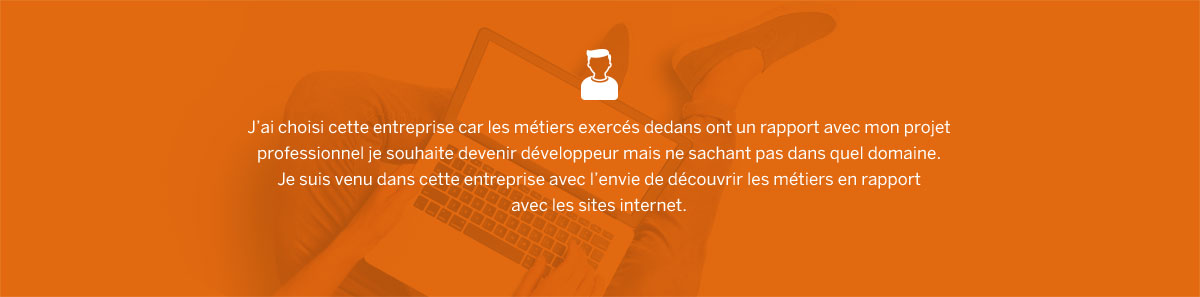 J’ai choisi cette entreprise car les métiers exercés dedans ont un rapport avec mon projet
professionnel je souhaite devenir développeur mais ne sachant pas dans quel domaine.
Je suis venu dans cette entreprise avec l’envie de découvrir les métiers en rapport
avec les sites internet.